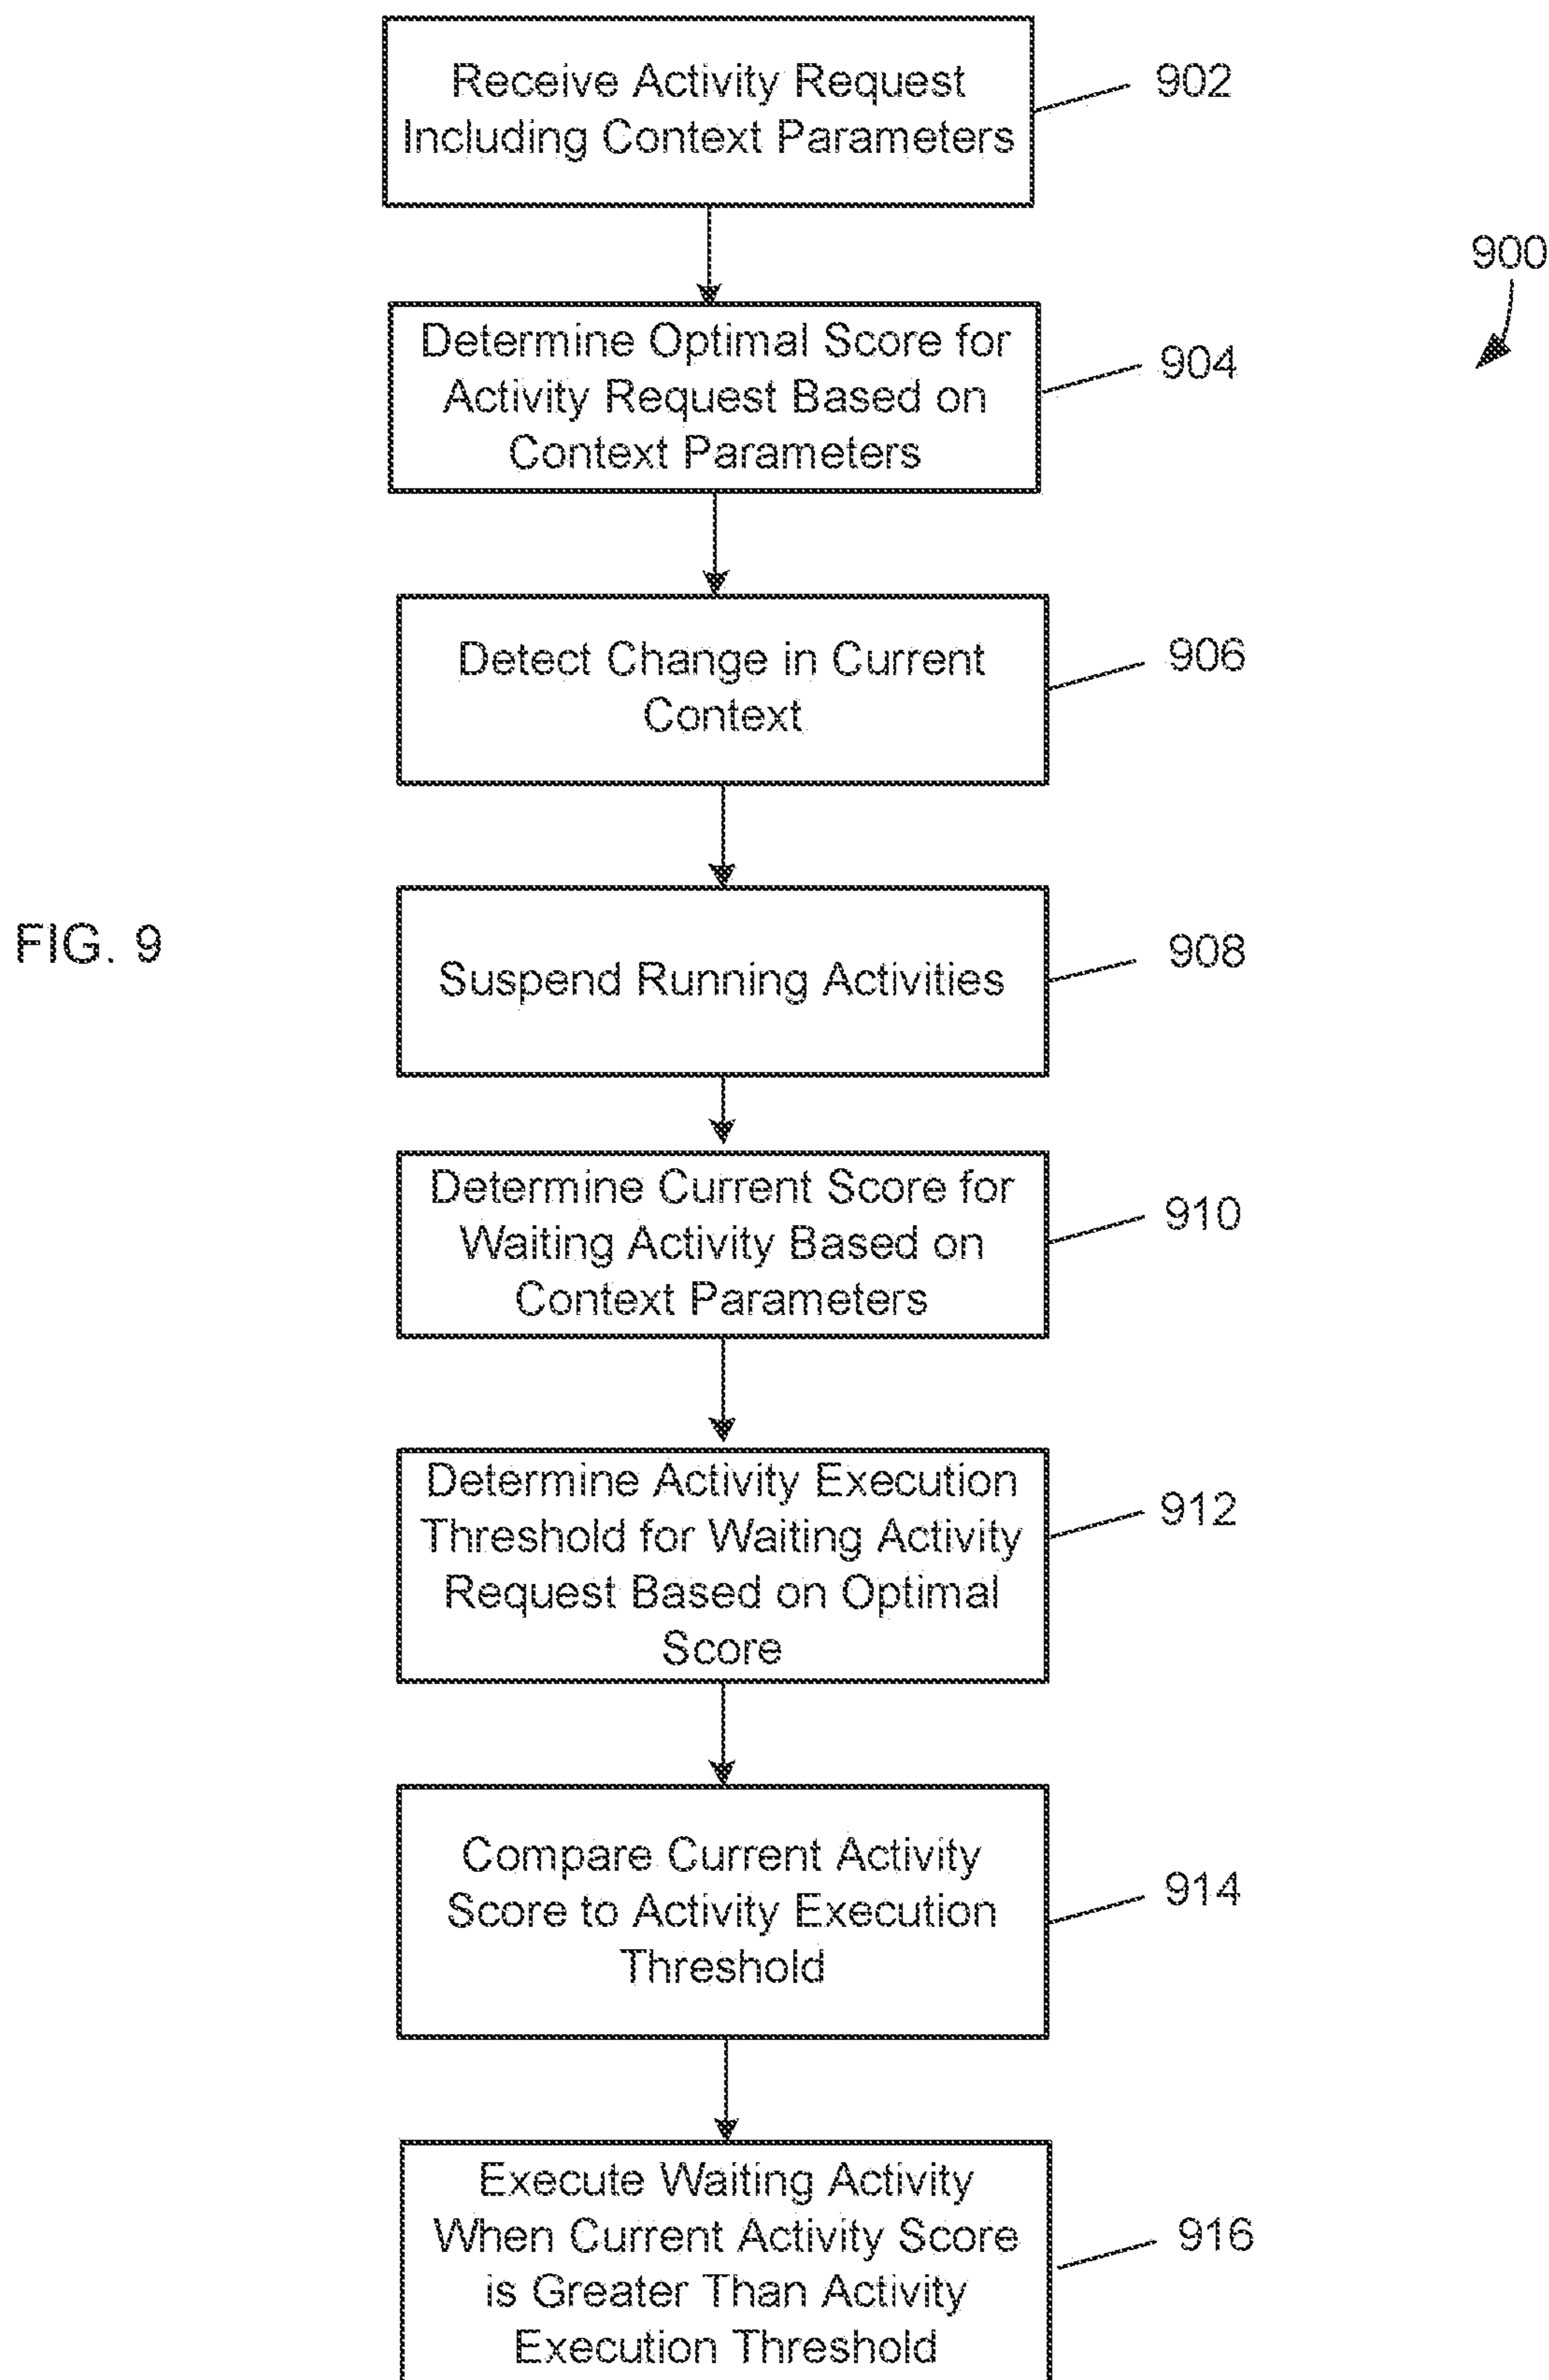 Receive Activity Request
Including Context Parameters
902
900
Determine Optimal Score for
Activity Request Based on
Context Parameters
904
Detect Change in Current
Context
906
FIG. 9
Suspend Running Activities
908
Determine Current Score for
Waiting Activity Based on
Context Parameters
910
Determine Activity Execution
Threshold for Waiting Activity
Request Based on Optimal
Score
912
Compare Current Activity
Score to Activity Execution
Threshold
914
Execute Waiting Activity
When Current Activity Score
is Greater Than Activity
Execution Threshold
916